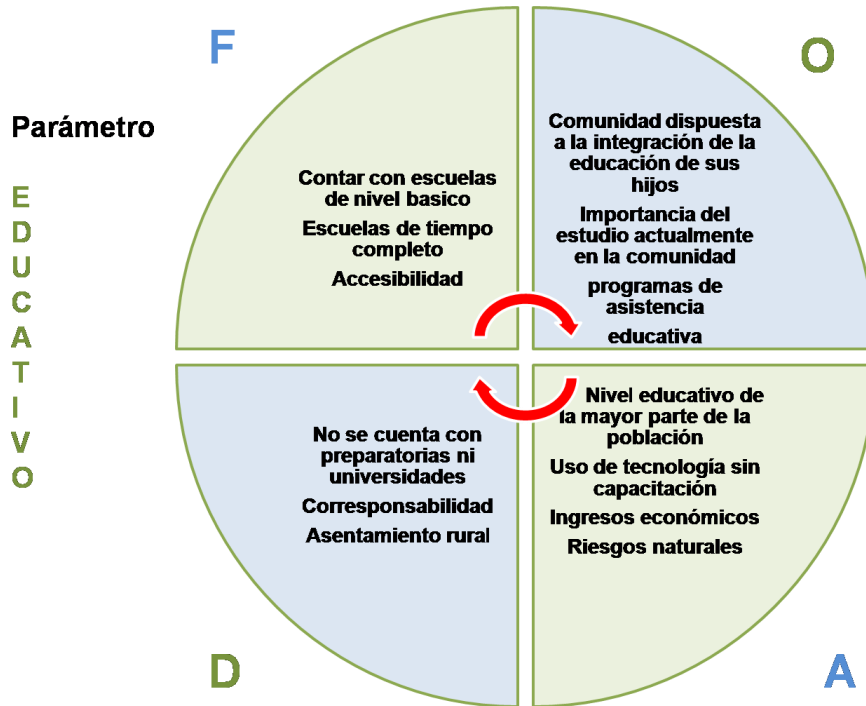 F
O
Parámetro
E
D
U
C
A
T
I
V
O
Contar con escuelas
de nivel basico
Escuelas de tiempo
completo
Accesibilidad
Comunidad dispuesta
a la integración de la
educación de sus
hijos
Importancia del
estudio actualmente
en la comunidad
programas de
asistencia
educativa
No se cuenta con
preparatorias ni
universidades
Corresponsabilidad
Asentamiento rural
Nivel educativo de
la mayor parte de la
población
Uso de tecnología sin
capacitación
Ingresos económicos
Riesgos naturales
D
A